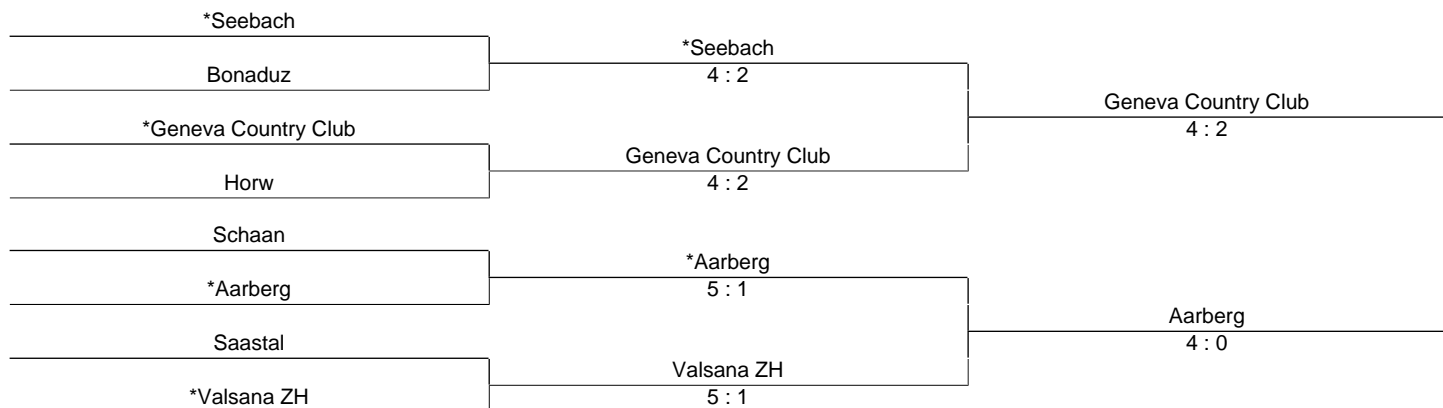 *Seebach
Bonaduz
*Geneva Country Club
Horw
Schaan
*Aarberg
Saastal
*Valsana ZH
*Seebach
4 : 2
Geneva Country Club
4 : 2
*Aarberg
5 : 1
Valsana ZH
5 : 1
Geneva Country Club
4 : 2
Aarberg
4 : 0